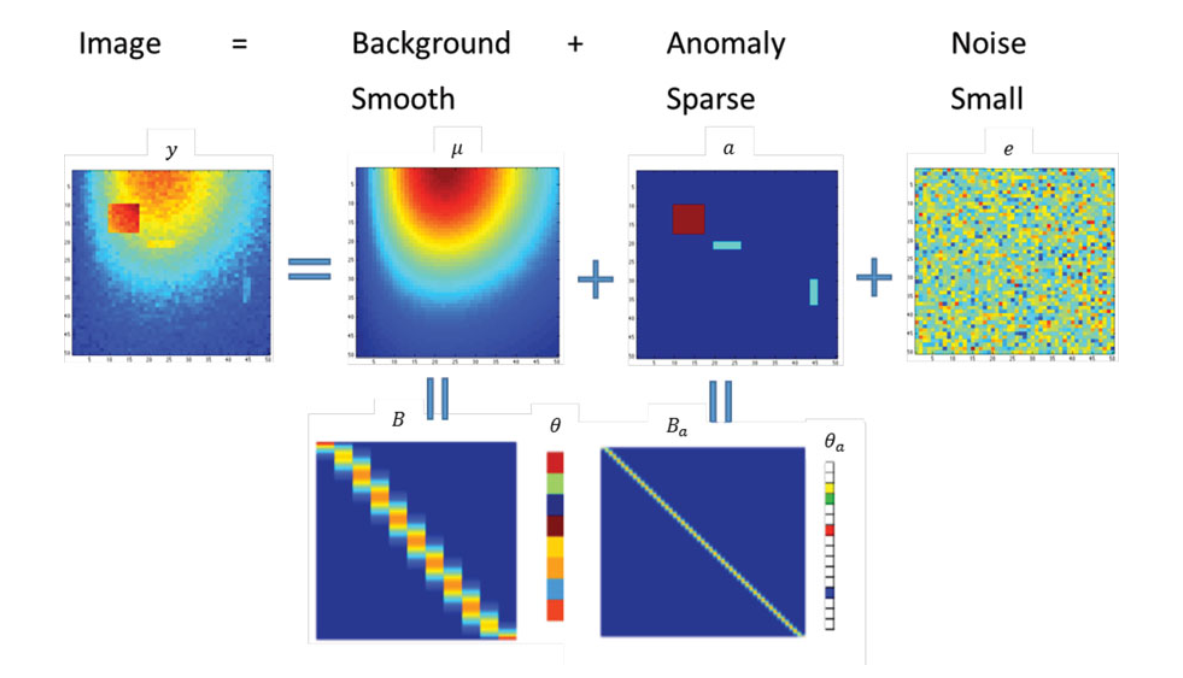 Image = Background + Anomaly Noise
Smooth Sparse Small
y μ a e
B θ B_a θ_a